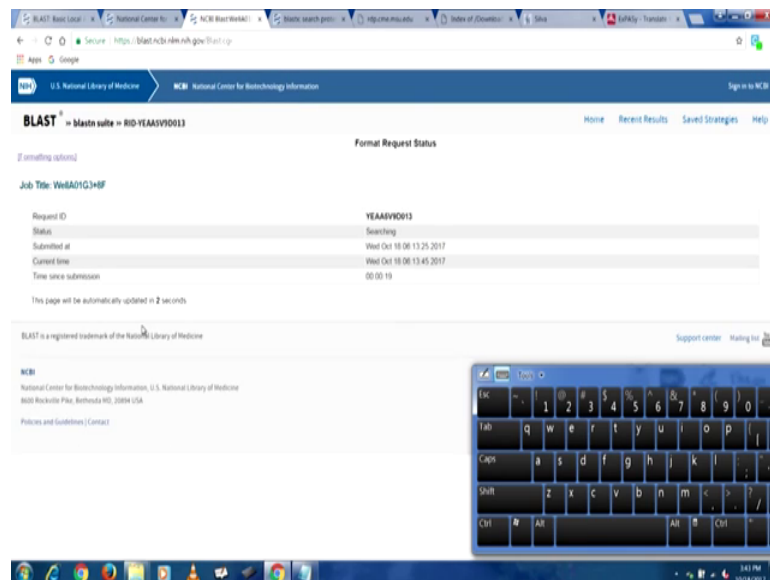 BLAST: Basic Local
National Center for
NCBI Blast:We8A0
blastx search prot
rdp.cme.msu.edu
Index of /Downloa
Silva
ExPASy - Translate
Secure https://blast.ncbi.nlm.nih.gov/Blast.cgi
Apps Google
NIH U.S. National Library of Medicine NCBI National Center for Biotechnology Information Sign in to NCBI
BLAST ® » blastn suite » RID-YEAA5V9D013 Home Recent Results Saved Strategies Help
Format Request Status
[Formatting options]
Job Title: We8A01G3+8F
Request ID YEAA5V9D013
Status Searching
Submitted at Wed Oct 18 06:13:25 2017
Current time Wed Oct 18 06:13:45 2017
Time since submission 00:00:19
This page will be automatically updated in 2 seconds
BLAST is a registered trademark of the National Library of Medicine
Support center Mailing list
NCBI
National Center for Biotechnology Information, U.S. National Library of Medicine
8600 Rockville Pike, Bethesda MD, 20894 USA
Policies and Guidelines | Contact
Tools
Esc ~ ` ! 1 @ 2 # 3 $ 4 % 5 ^ 6 & 7 * 8 ( 9 ) 0 -
Tab q w e r t y u i o p
Caps a s d f g h j k l : ;
Shift z x c v b n m < , > . ? /
Ctrl Alt Alt Ctrl
3:43 PM